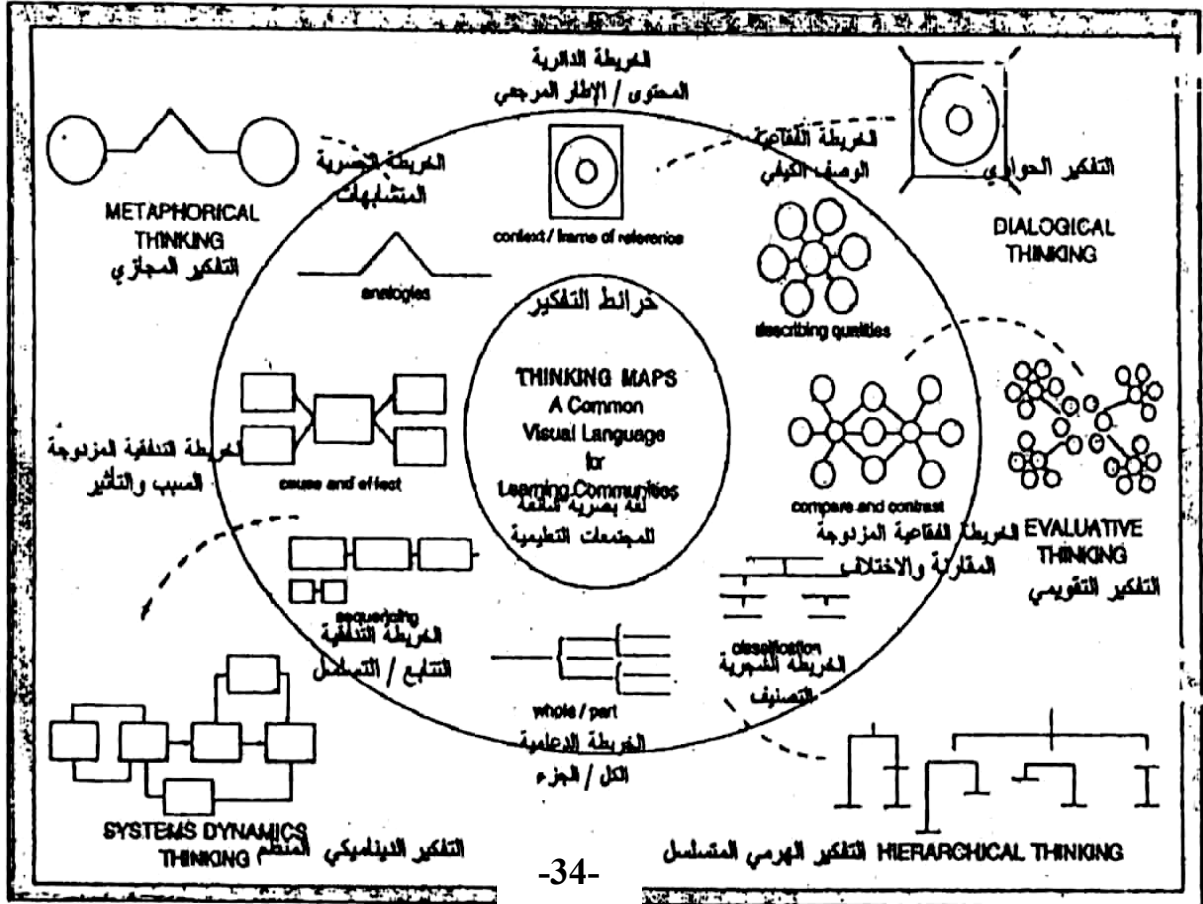 الخريطة الدائرية
المحتوى / الإطار المرجعي
context / frame of reference
الخريطة الجسرية
المتشابهات
analogies
METAPHORICAL
THINKING
التفكير المجازي
الخريطة الفقاعية
الوصف الكيفي
describing qualities
التفكير الحواري
DIALOGICAL
THINKING
خرائط التفكير
THINKING MAPS
A Common
Visual Language
for
Learning Communities
لغة بصرية شائعة
للمجتمعات التعليمية
الخريطة التدفقية المزدوجة
السبب والتأثير
cause and effect
compare and contrast
الخريطة الفقاعية المزدوجة
المقارنة والاختلاف
EVALUATIVE
THINKING
التفكير التقويمي
sequencing
الخريطة التدفقية
التتابع / التسلسل
classification
الخريطة الشجرية
التصنيف
whole / part
الخريطة الدعامية
الكل / الجزء
SYSTEMS DYNAMICS
THINKING التفكير الديناميكي المنظم
HIERARCHICAL THINKING التفكير الهرمي المتسلسل
-34-